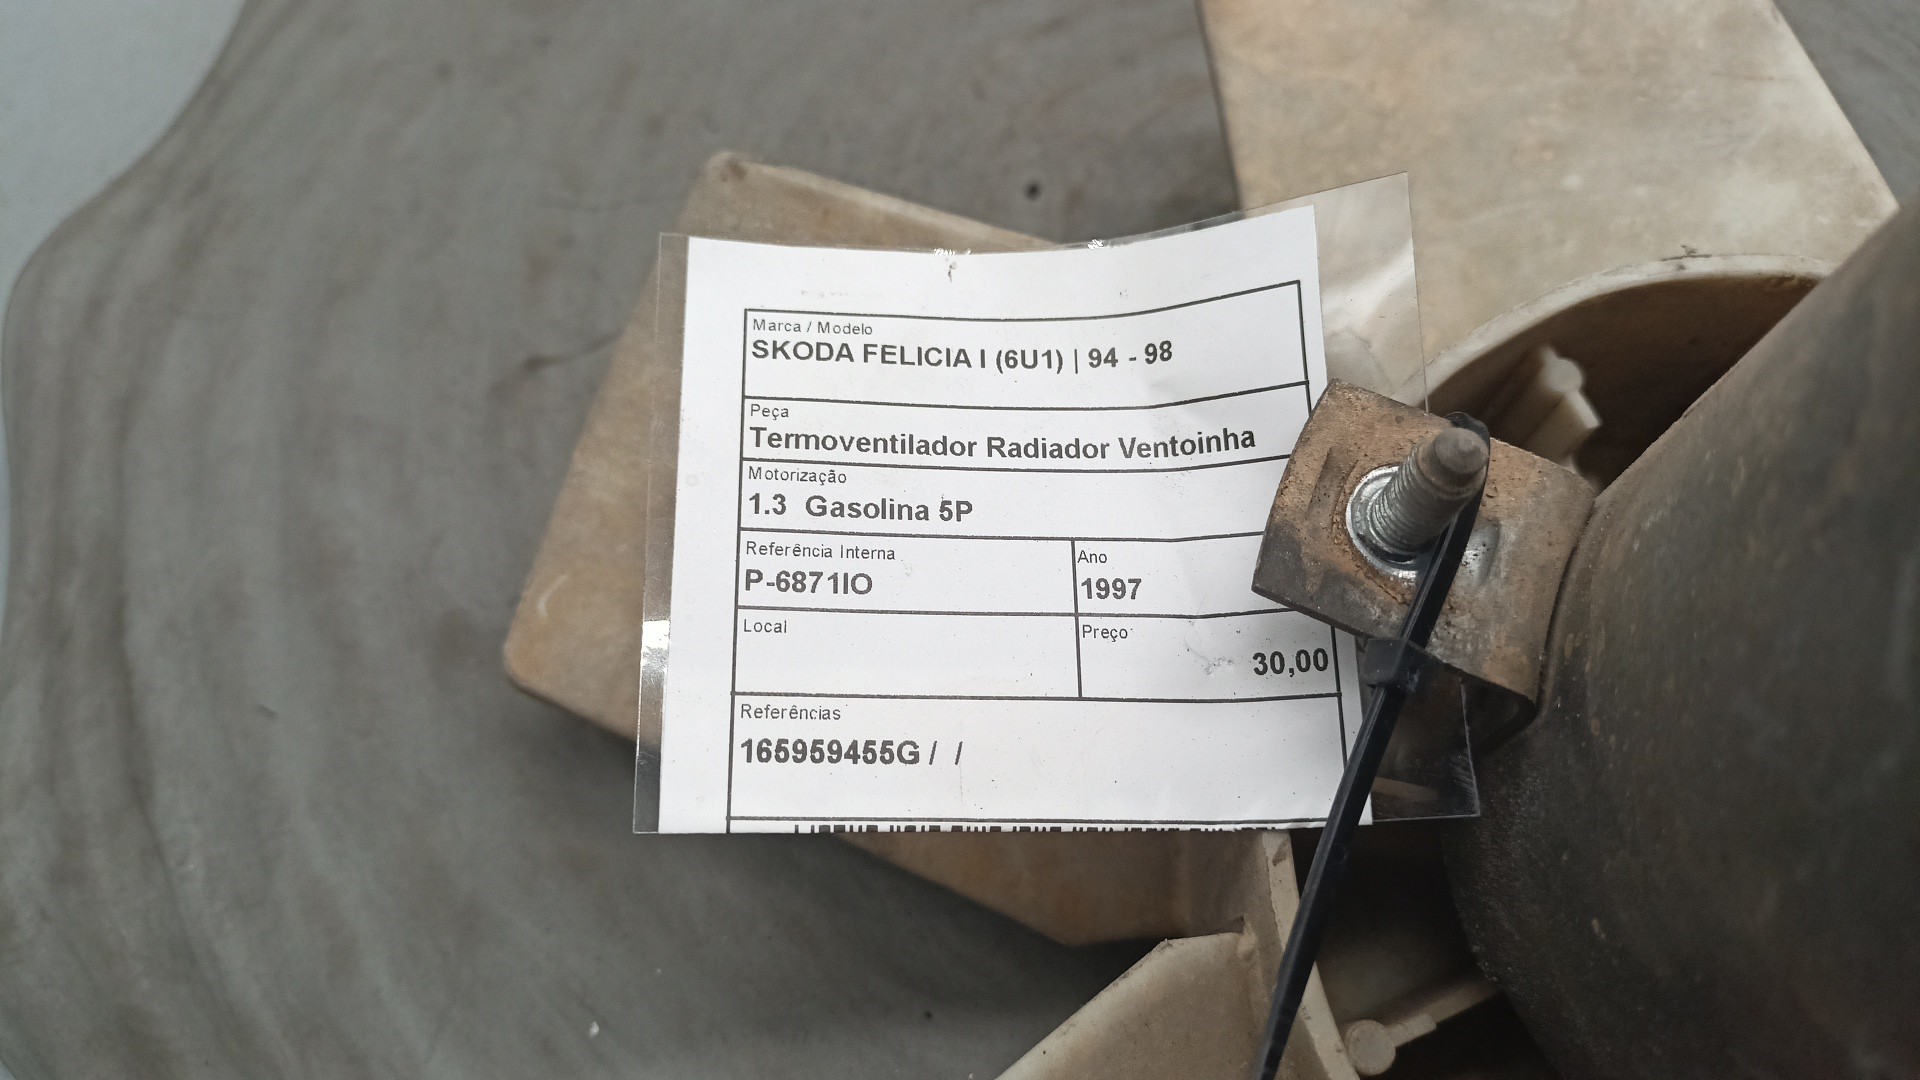 Marca / Modelo
SKODA FELICIA I (6U1) | 94 - 98
Peça
Termoventilador Radiador Ventoinha
Motorização
1.3 Gasolina 5P
Referência Interna
P-6871IO
Ano
1997
Local
Preço
30,00
Referências
165959455G / /